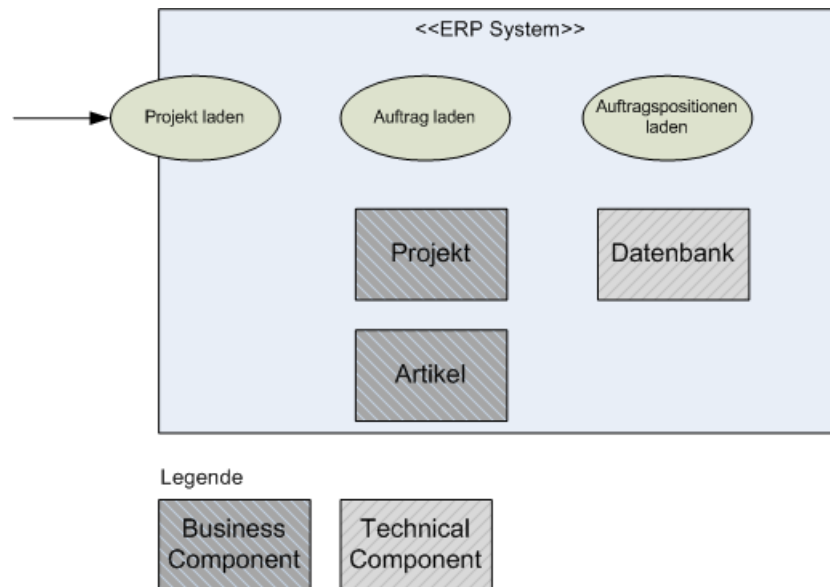 <<ERP System>>
Projekt laden
Auftrag laden
Auftragspositionen
laden
Projekt
Datenbank
Artikel
Legende
Business
Component
Technical
Component